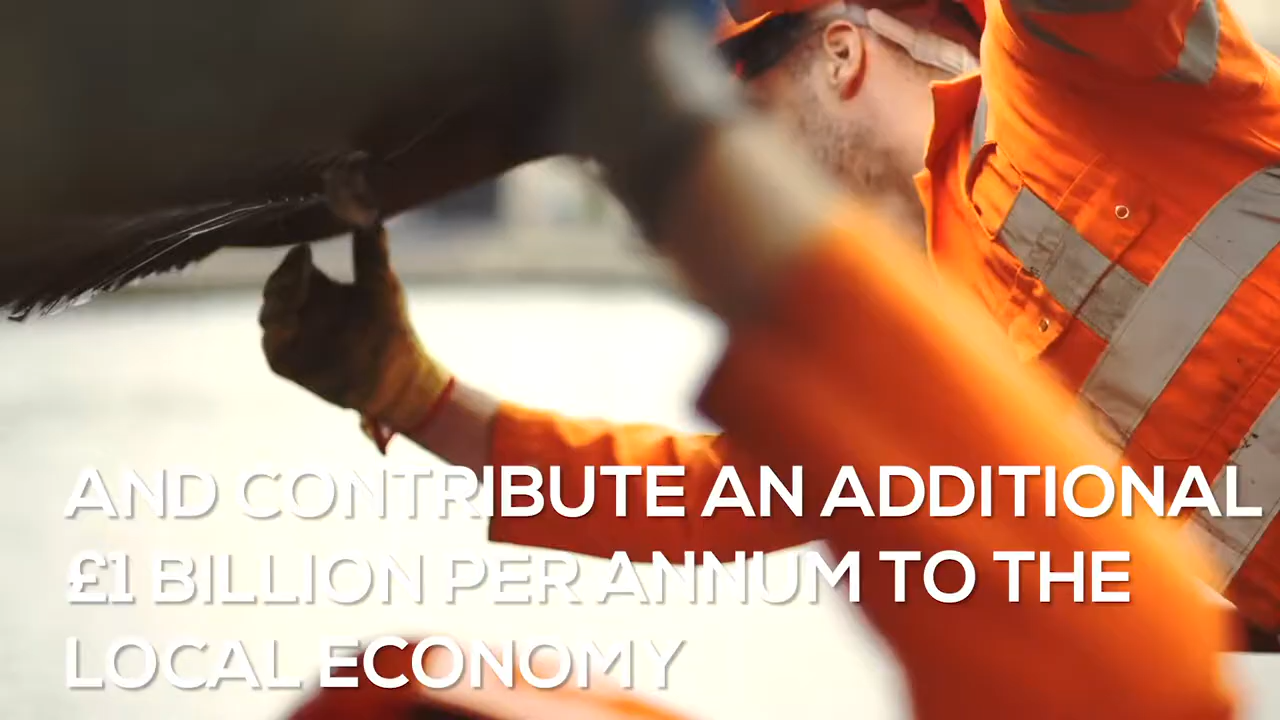 AND CONTRIBUTE AN ADDITIONAL
£1 BILLION PER ANNUM TO THE
LOCAL ECONOMY